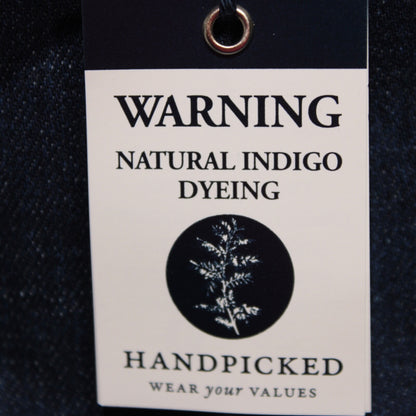 WARNING
NATURAL INDIGO
DYEING
HANDPICKED
WEAR your VALUES